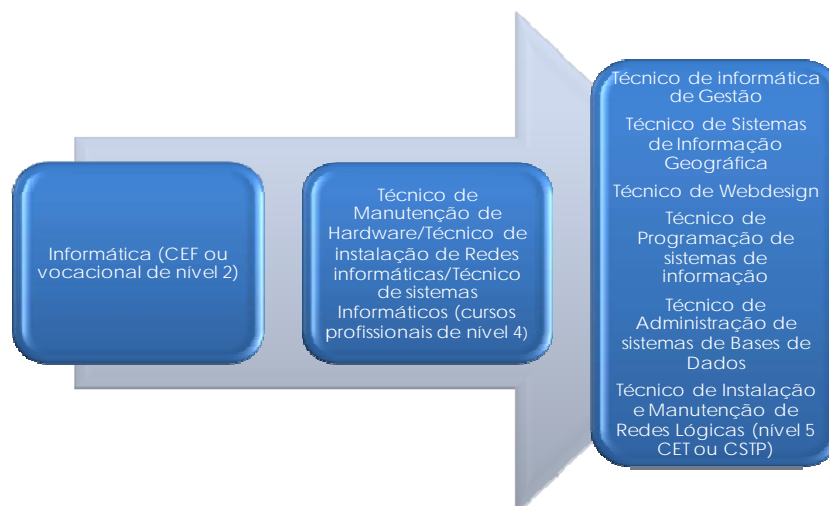 Informática (CEF ou
vocacional de nível 2)
Técnico de
Manutenção de
Hardware/Técnico de
instalação de Redes
informáticas/Técnico
de sistemas
Informáticos (cursos
profissionais de nível 4)
Técnico de informática
de Gestão
Técnico de Sistemas
de Informação
Geográfica
Técnico de Webdesign
Técnico de
Programação de
sistemas de
informação
Técnico de
Administração de
sistemas de Bases de
Dados
Técnico de Instalação
e Manutenção de
Redes Lógicas (nível 5
CET ou CSTP)